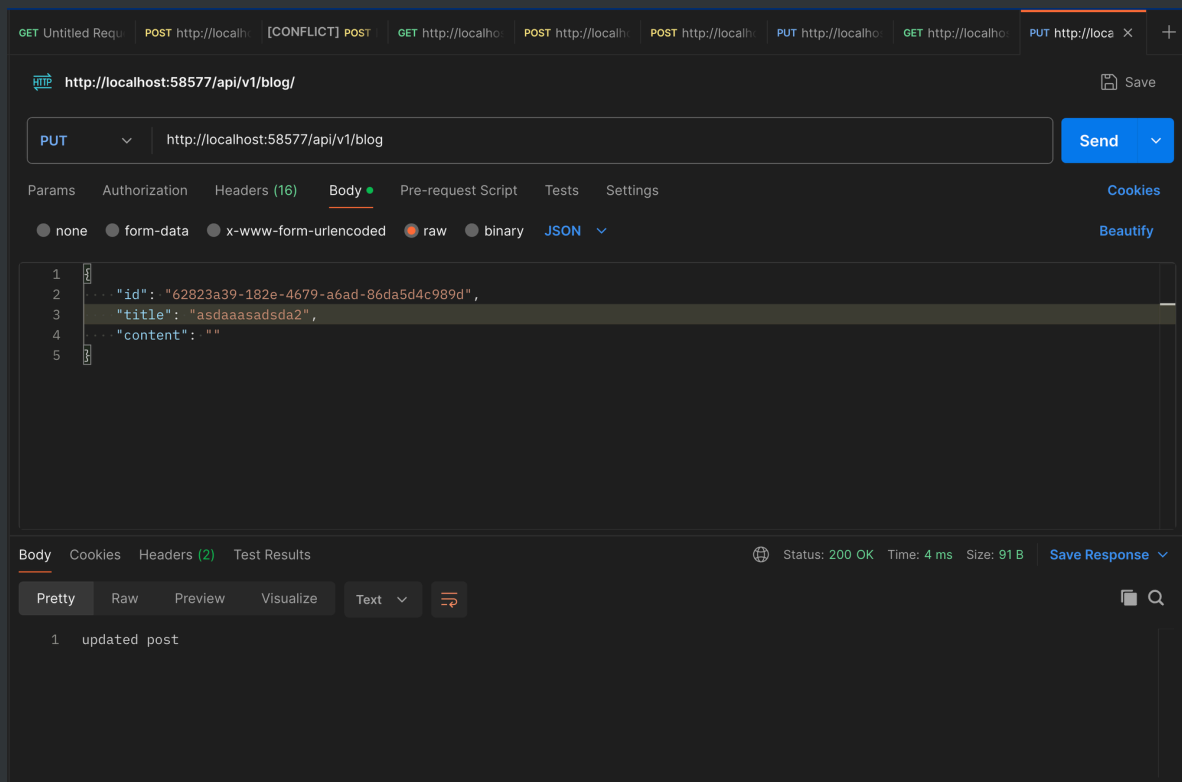 GET Untitled Requ
POST http://localh
[CONFLICT] POST
GET http://localho
POST http://localh
POST http://localh
PUT http://localho
GET http://localho
PUT http://loca
HTTP http://localhost:58577/api/v1/blog/
Save
PUT http://localhost:58577/api/v1/blog
Send
Params Authorization Headers (16) Body Pre-request Script Tests Settings Cookies
none form-data x-www-form-urlencoded raw binary JSON Beautify
1 {
2 "id": "62823a39-182e-4679-a6ad-86da5d4c989d",
3 "title": "asdaaasadsda2",
4 "content": ""
5 }
Body Cookies Headers (2) Test Results Status: 200 OK Time: 4 ms Size: 91 B Save Response
Pretty Raw Preview Visualize Text
1 updated post